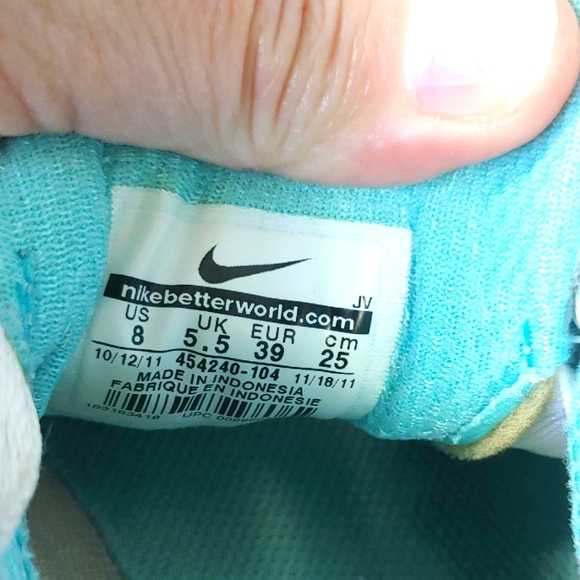 JV
nikebetterworld.com
US UK EUR cm
8 5.5 39 25
10/12/11 454240-104 11/18/11
MADE IN INDONESIA
FABRIQUE EN INDONESIE
UPC